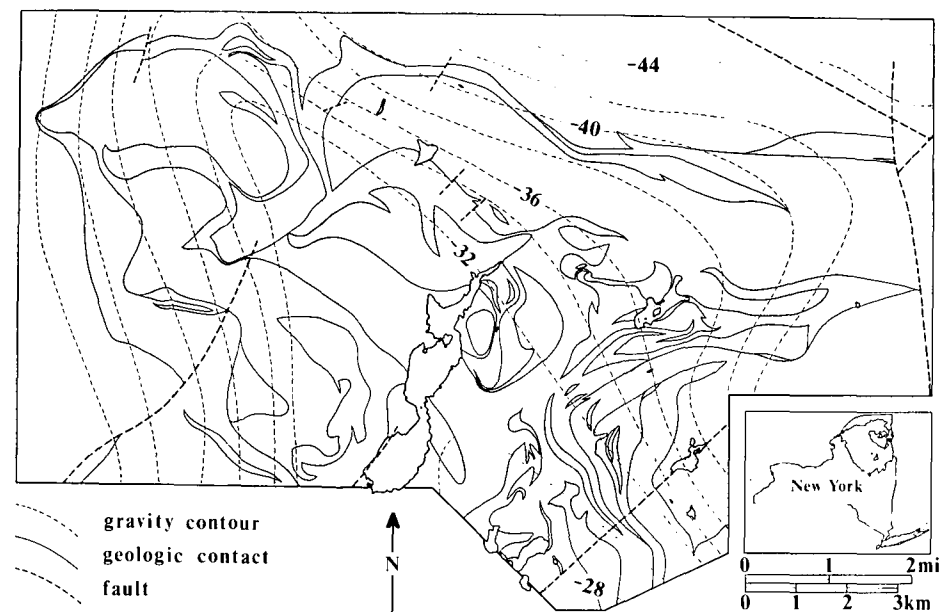 -44
-40
-36
-32
-28
gravity contour
geologic contact
fault
N
New York
0 1 2mi
0 1 2 3km